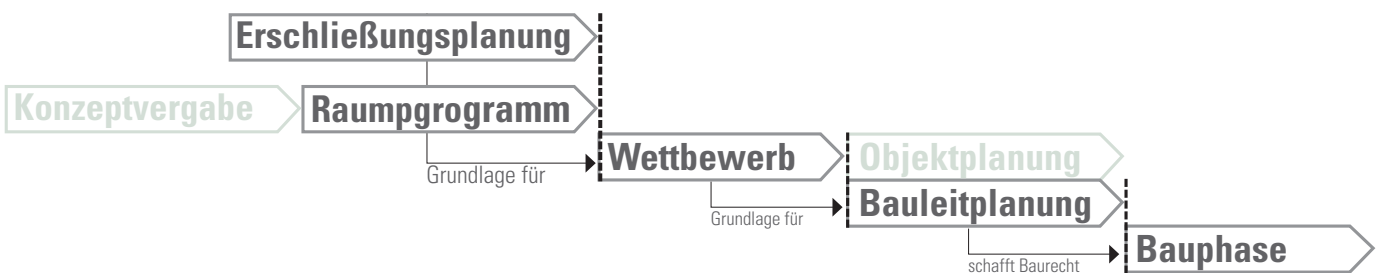 Erschließungsplanung
Konzeptvergabe
Raumpgrogramm
Grundlage für
Wettbewerb
Objektplanung
Grundlage für
Bauleitplanung
schafft Baurecht
Bauphase